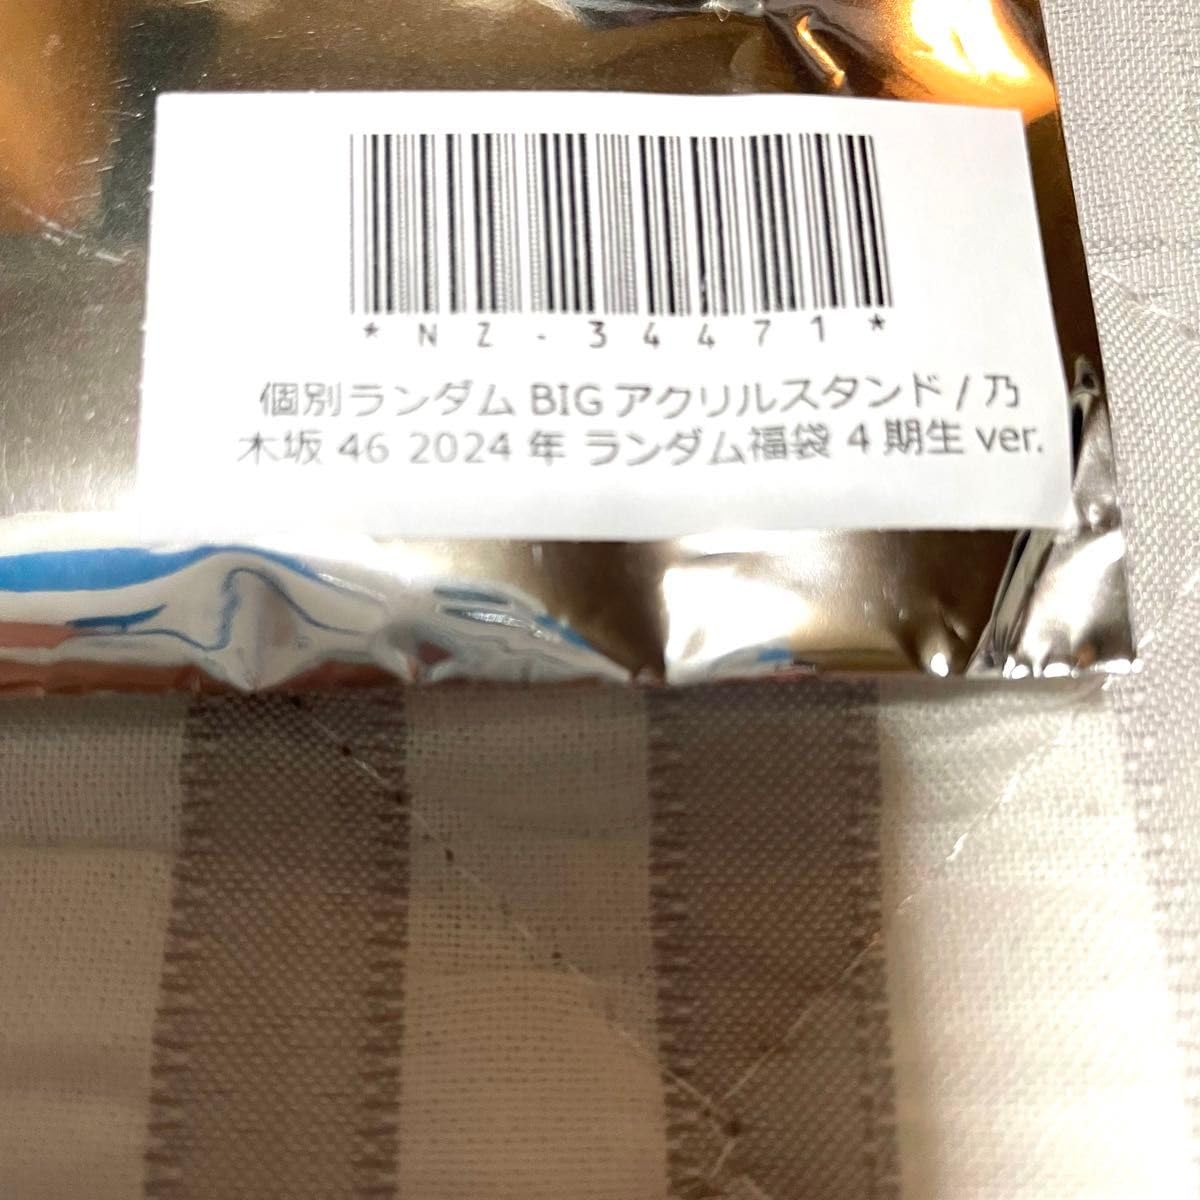 *NZ-34471*
個別ランダム BIG アクリルスタンド / 乃
木坂 46 2024 年 ランダム福袋 4 期生 ver.